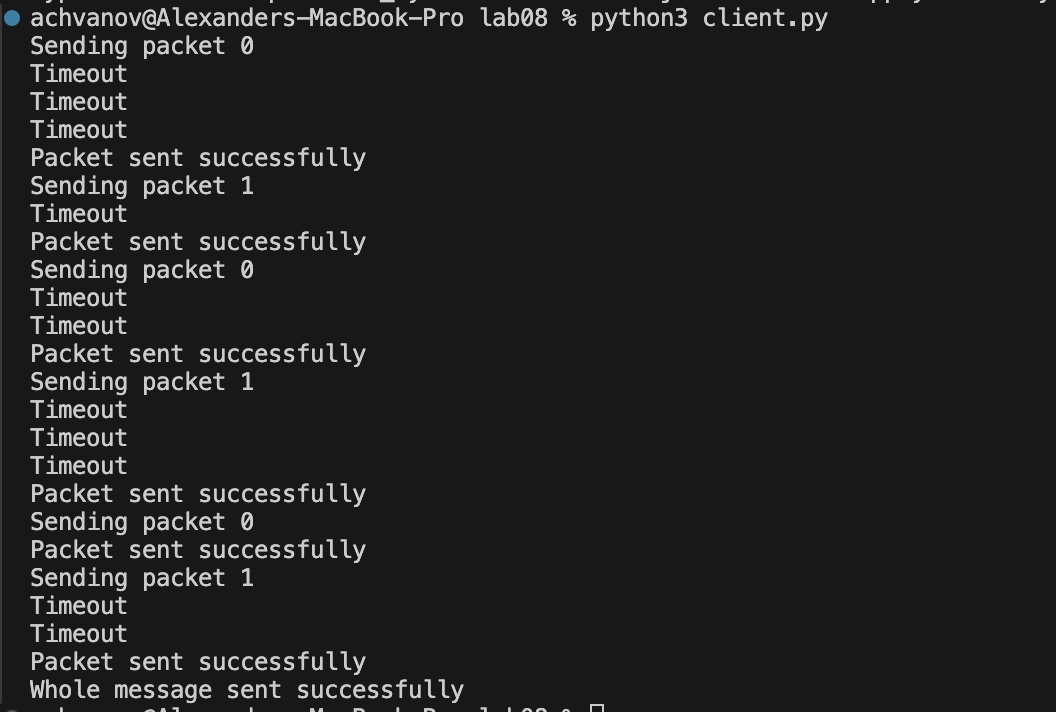 achvanov@Alexanders-MacBook-Pro lab08 % python3 client.py
Sending packet 0
Timeout
Timeout
Timeout
Packet sent successfully
Sending packet 1
Timeout
Packet sent successfully
Sending packet 0
Timeout
Timeout
Packet sent successfully
Sending packet 1
Timeout
Timeout
Timeout
Packet sent successfully
Sending packet 0
Packet sent successfully
Sending packet 1
Timeout
Timeout
Packet sent successfully
Whole message sent successfully